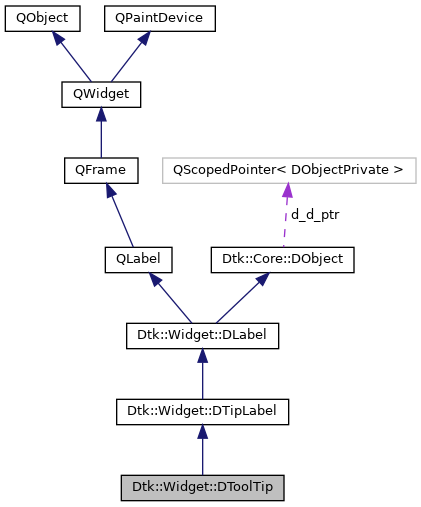 QObject
QPaintDevice
QWidget
QFrame
QScopedPointer< DObjectPrivate >
d_d_ptr
QLabel
Dtk::Core::DObject
Dtk::Widget::DLabel
Dtk::Widget::DTipLabel
Dtk::Widget::DToolTip